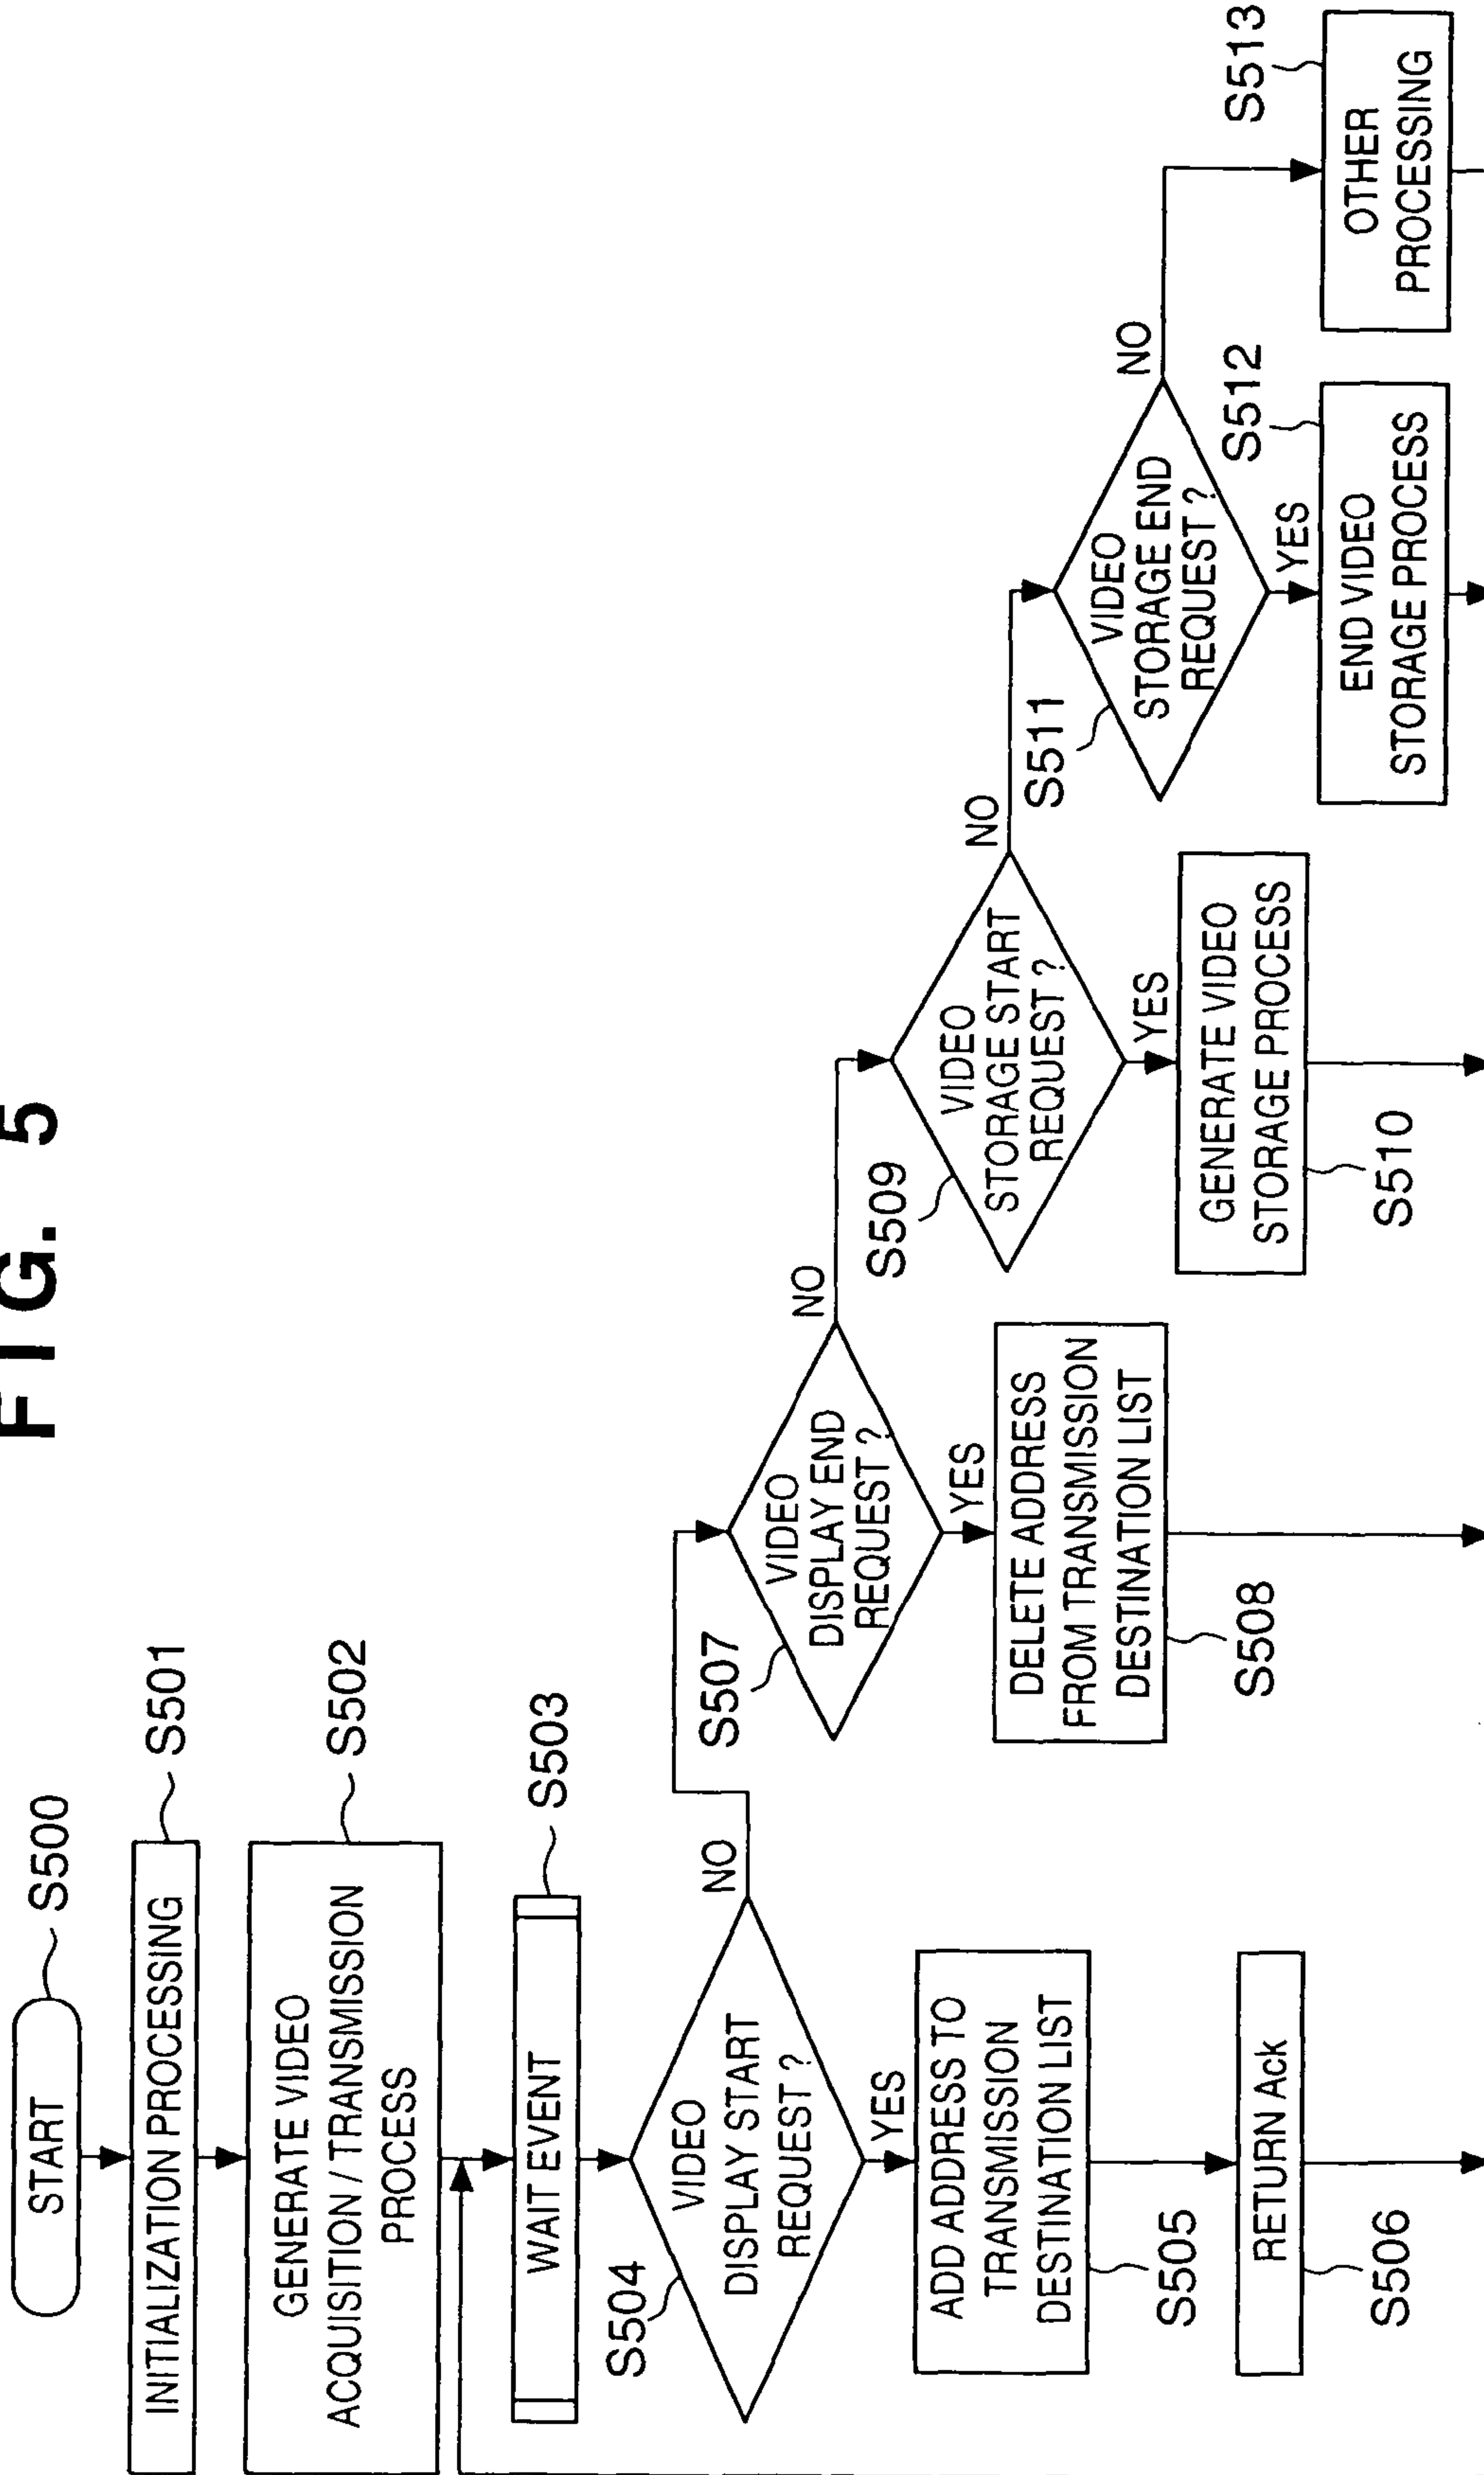 FIG. 5
START
S500
INITIALIZATION PROCESSING
S501
GENERATE VIDEO
ACQUISITION / TRANSMISSION
PROCESS
S502
WAIT EVENT
S503
S504
VIDEO
DISPLAY START
REQUEST ?
NO
YES
ADD ADDRESS TO
TRANSMISSION
DESTINATION LIST
S505
RETURN Ack
S506
S507
VIDEO
DISPLAY END
REQUEST ?
NO
YES
DELETE ADDRESS
FROM TRANSMISSION
DESTINATION LIST
S508
S509
VIDEO
STORAGE START
REQUEST ?
NO
YES
GENERATE VIDEO
STORAGE PROCESS
S510
S511
VIDEO
STORAGE END
REQUEST ?
NO
YES
S512
END VIDEO
STORAGE PROCESS
S513
OTHER
PROCESSING